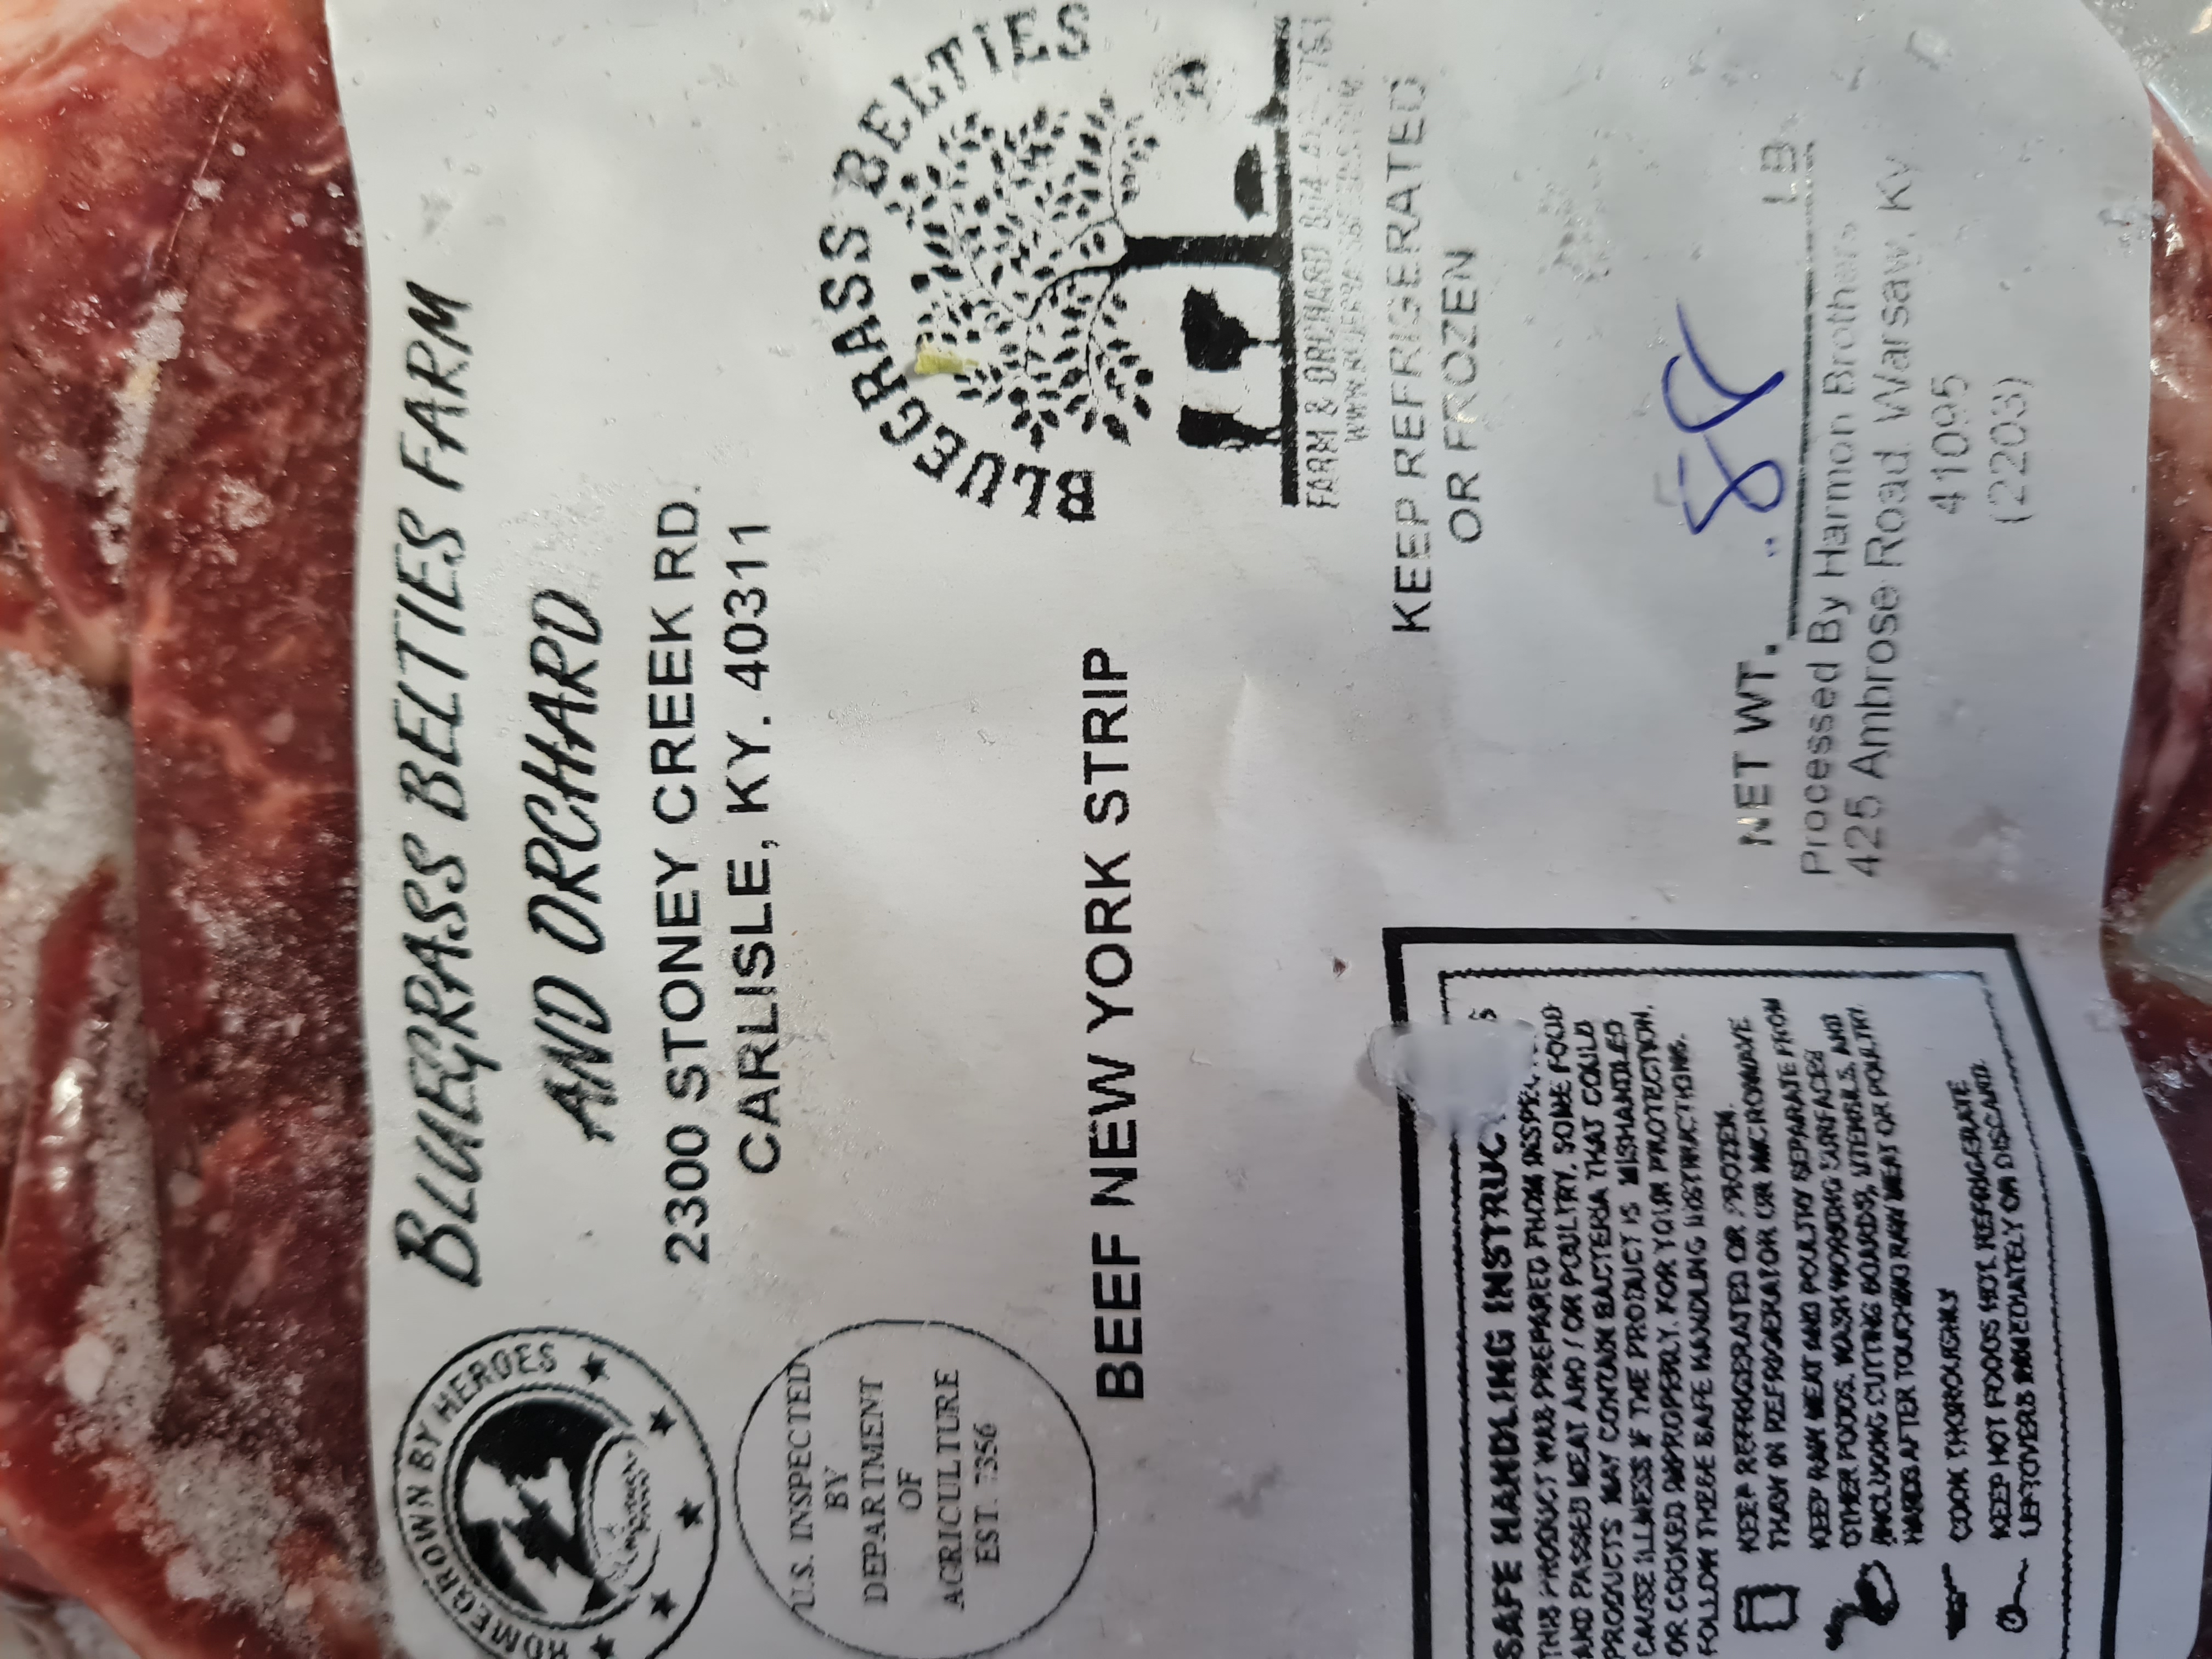 HOMEGROWN BY HEROES
BLUEGRASS BELTIES FARM
AND ORCHARD
2300 STONEY CREEK RD.
CARLISLE, KY. 40311
U.S. INSPECTED
BY
DEPARTMENT
OF
AGRICULTURE
EST. 7356
BLUEGRASS BELTIES
FARM & ORCHARD
BEEF NEW YORK STRIP
KEEP REFRIGERATED
OR FROZEN
NET WT. LB
Processed By Harmon Brothers
425 Ambrose Road Warsaw, Ky
41095
(2203)
SAFE HANDLING
THIS PRODUCT WAS PREPARED FROM
AND PASSED MEAT AND / OR POULTRY. SOME FOOD
PRODUCTS MAY CONTAIN BACTERIA THAT COULD
CAUSE ILLNESS IF THE PRODUCT IS MISHANDLED
OR COOKED IMPROPERLY. FOR YOUR PROTECTION,
FOLLOW THESE SAFE HANDLING INSTRUCTIONS.
KEEP REFRIGERATED OR FROZEN.
THAW IN REFRIGERATOR OR MICROWAVE
KEEP RAW MEAT AND POULTRY SEPARATE FROM
OTHER FOODS. WASH WORKING SURFACES
INCLUDING CUTTING BOARDS), UTENSILS, AND
HANDS AFTER TOUCHING RAW MEAT OR POULTRY.
COOK THOROUGHLY
KEEP HOT FOODS HOT. REFRIGERATE
LEFTOVERS IMMEDIATELY OR DISCARD.